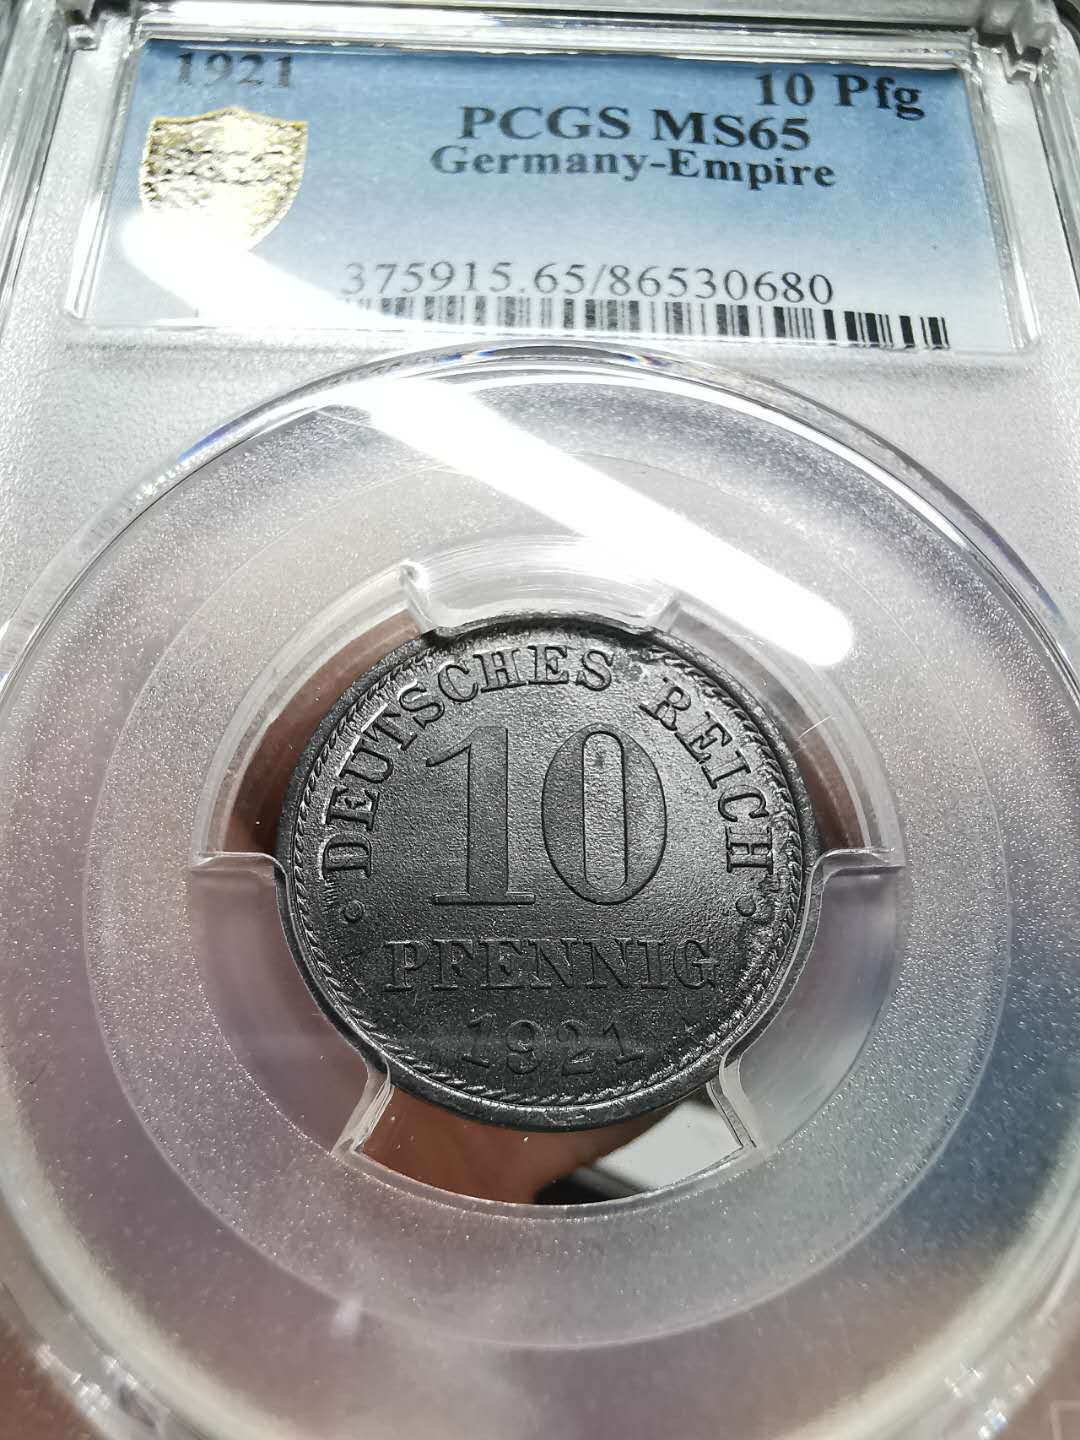 1921
10 Pfg
PCGS MS65
Germany-Empire
375915.65/86530680
DEUTSCHES REICH
10
PFENNIG
1921